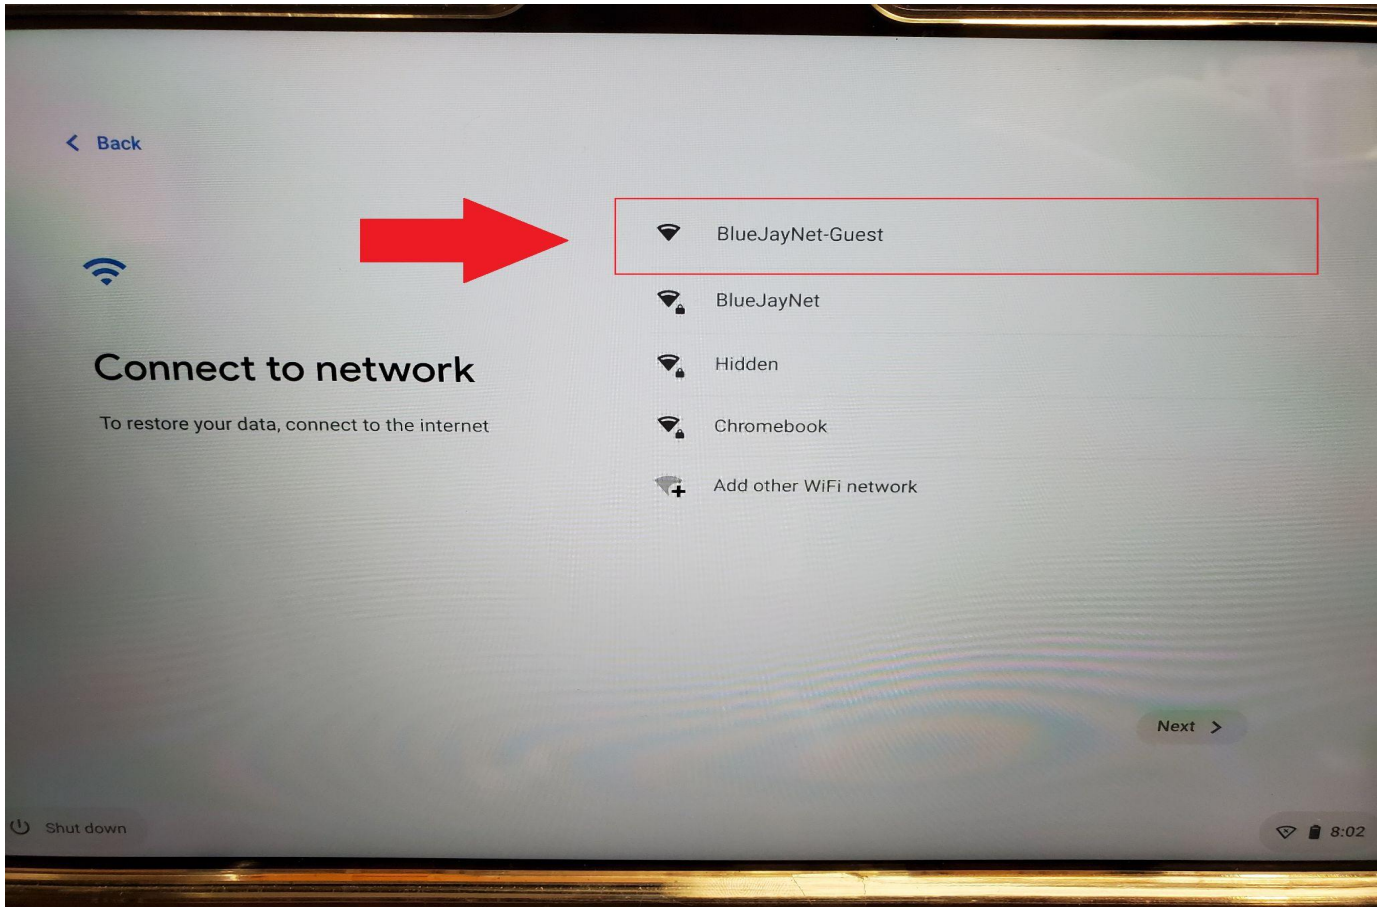 Back
Connect to network
To restore your data, connect to the internet
BlueJayNet-Guest
BlueJayNet
Hidden
Chromebook
Add other WiFi network
Next
Shut down
8:02